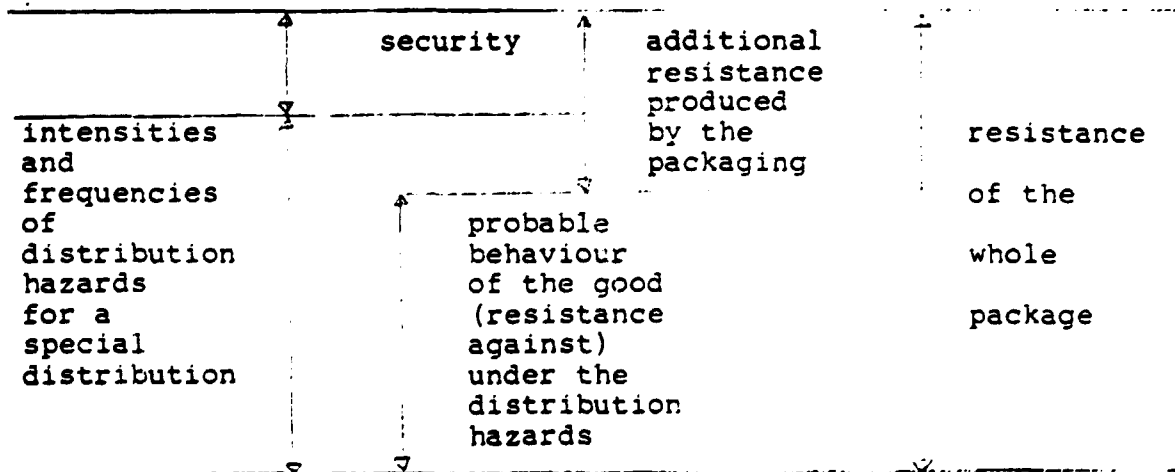 security
additional
resistance
produced
by the
packaging
intensities
and
frequencies
of
distribution
hazards
for a
special
distribution
probable
behaviour
of the good
(resistance
against)
under the
distribution
hazards
resistance
of the
whole
package